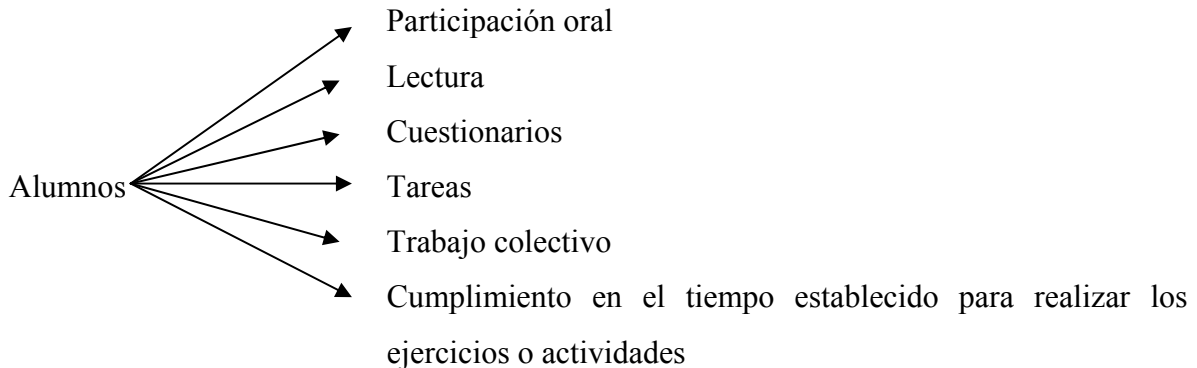 Participación oral
Lectura
Cuestionarios
Alumnos
Tareas
Trabajo colectivo
Cumplimiento en el tiempo establecido para realizar los
ejercicios o actividades